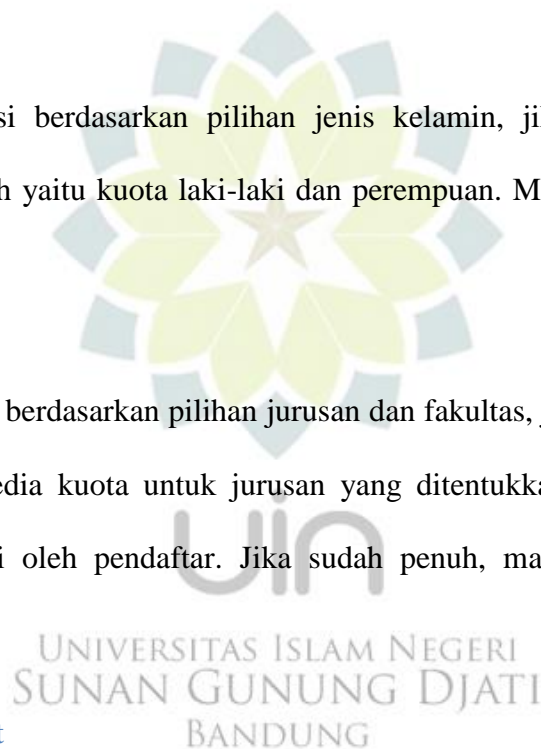 si berdasarkan pilihan jenis kelamin, ji
h yaitu kuota laki-laki dan perempuan. M
berdasarkan pilihan jurusan dan fakultas,
edia kuota untuk jurusan yang ditentukka
i oleh pendaftar. Jika sudah penuh, ma
uin
UNIVERSITAS ISLAM NEGERI
SUNAN GUNUNG DJATI
t BANDUNG